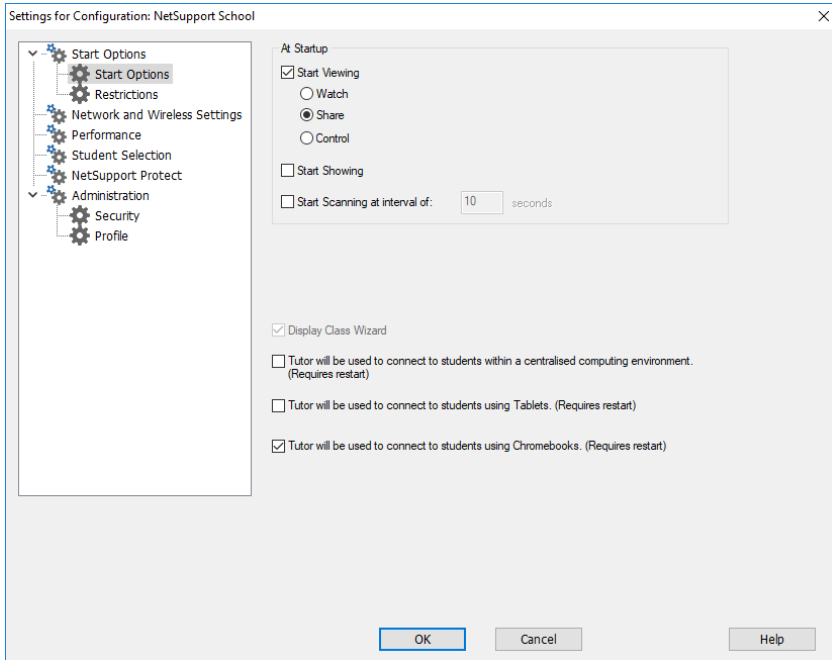 Settings for Configuration: NetSupport School
Start Options
Start Options
Restrictions
Network and Wireless Settings
Performance
Student Selection
NetSupport Protect
Administration
Security
Profile
At Startup
Start Viewing
Watch
Share
Control
Start Showing
Start Scanning at interval of: 10 seconds
Display Class Wizard
Tutor will be used to connect to students within a centralised computing environment.
(Requires restart)
Tutor will be used to connect to students using Tablets. (Requires restart)
Tutor will be used to connect to students using Chromebooks. (Requires restart)
OK Cancel Help